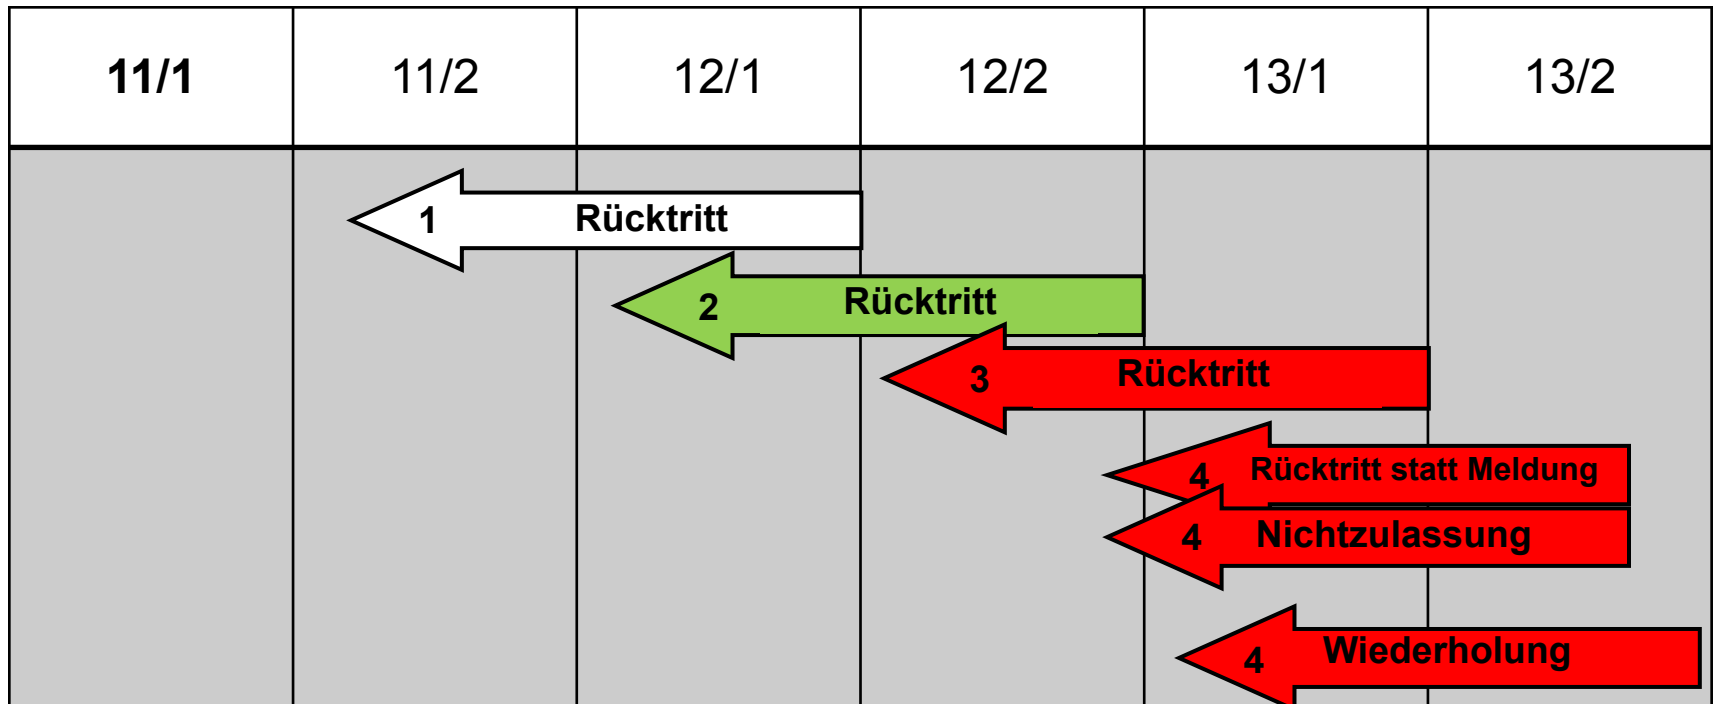 11/1 11/2 12/1 12/2 13/1 13/2
1 Rücktritt
2 Rücktritt
3 Rücktritt
4 Rücktritt statt Meldung
4 Nichtzulassung
4 Wiederholung